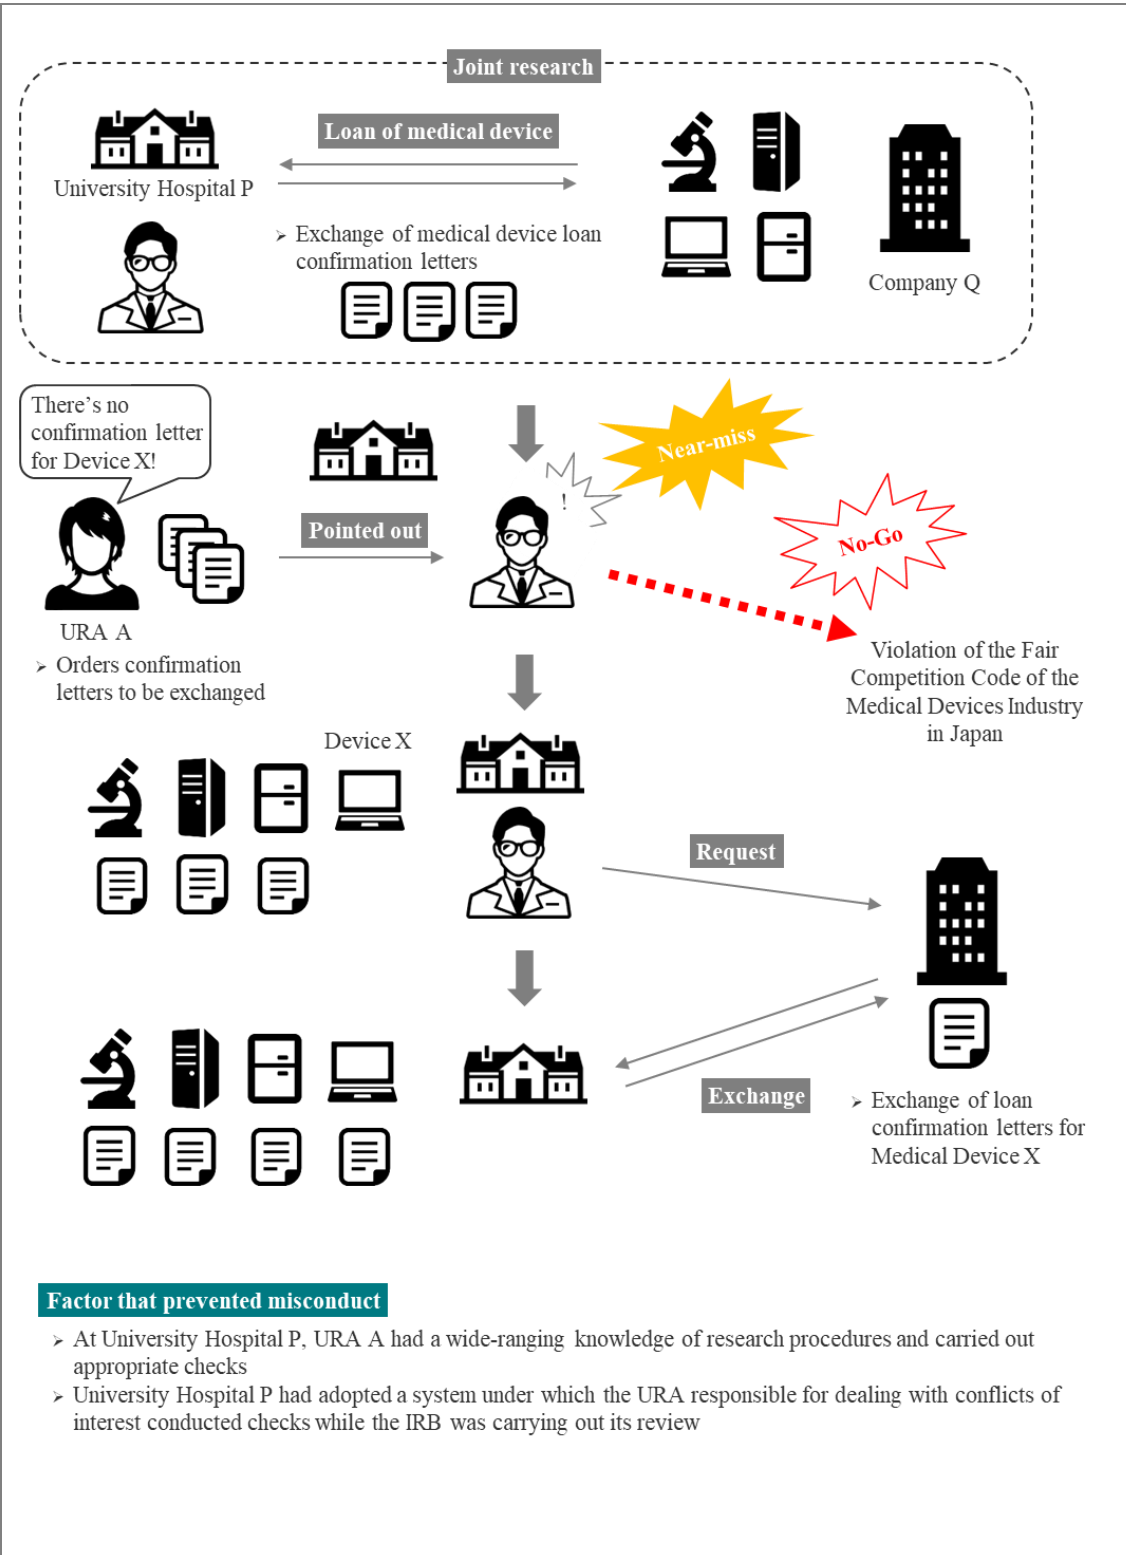 Joint research
Loan of medical device
University Hospital P
➢ Exchange of medical device loan
confirmation letters
Company Q
There's no
confirmation letter
for Device X!
Near-miss
!
No-Go
Pointed out
URA A
➢ Orders confirmation
letters to be exchanged
Violation of the Fair
Competition Code of the
Medical Devices Industry
in Japan
Device X
Request
Exchange
➢ Exchange of loan
confirmation letters for
Medical Device X
Factor that prevented misconduct
➢ At University Hospital P, URA A had a wide-ranging knowledge of research procedures and carried out
appropriate checks
➢ University Hospital P had adopted a system under which the URA responsible for dealing with conflicts of
interest conducted checks while the IRB was carrying out its review